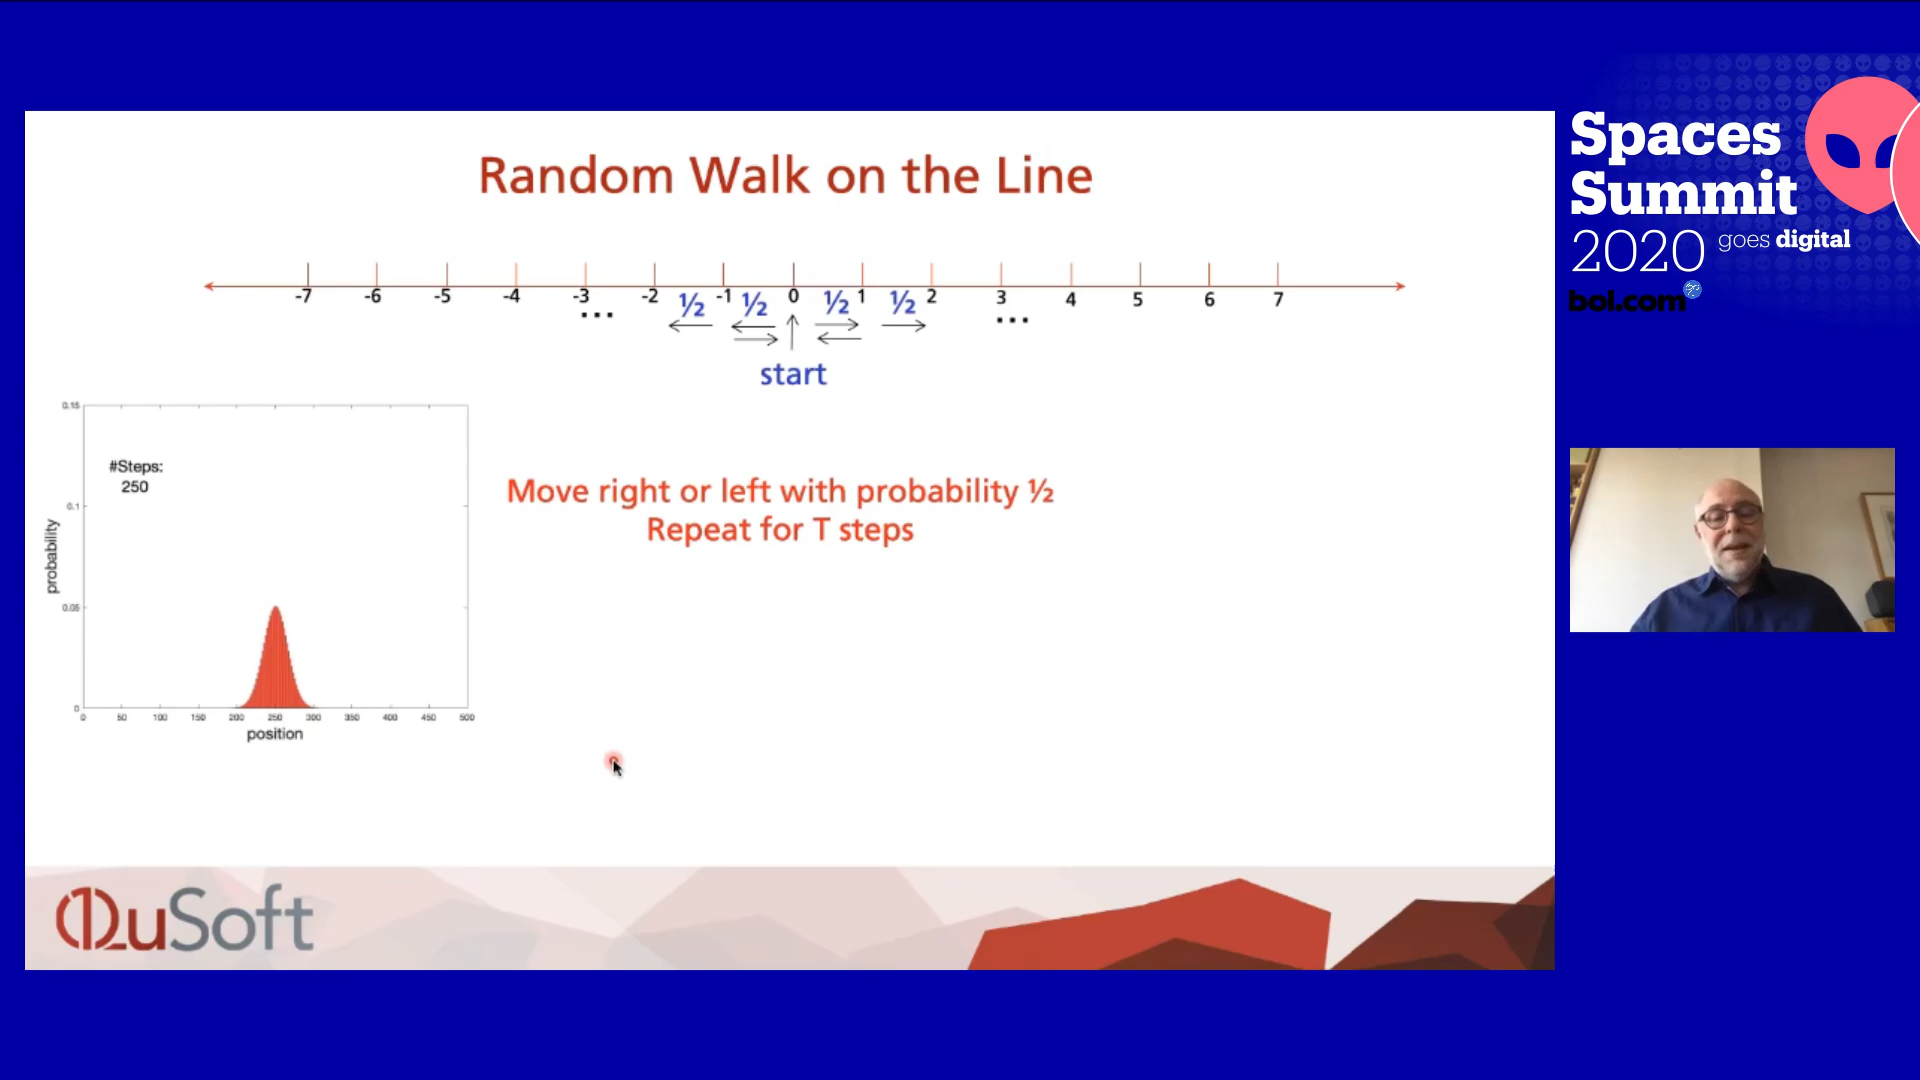 Random Walk on the Line
-7 -6 -5 -4 -3 -2 -1 0 1 2 3 4 5 6 7
½ ½ ½ ½
... ...
start
0.15
#Steps:
250
0.1
probability
0.05
0
0 50 100 150 200 250 300 350 400 450 500
position
Move right or left with probability ½
Repeat for T steps
QuSoft
Spaces
Summit
2020 goes digital
bol.com